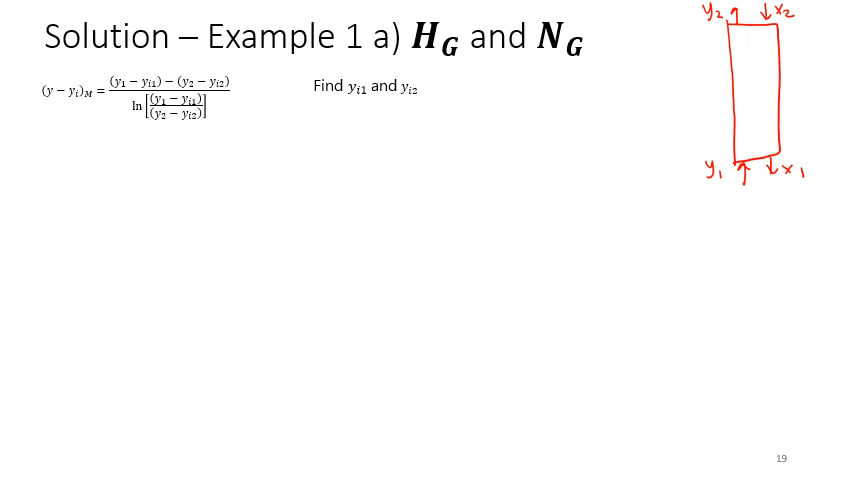 Solution – Example 1 a) H_G and N_G
(y − y_i)_M = ((y_1 − y_i1) − (y_2 − y_i2)) / ln [(y_1 − y_i1) / (y_2 − y_i2)]
Find y_i1 and y_i2
y_2 ↑ ↓ x_2
y_1 ↑ ↓ x_1
19